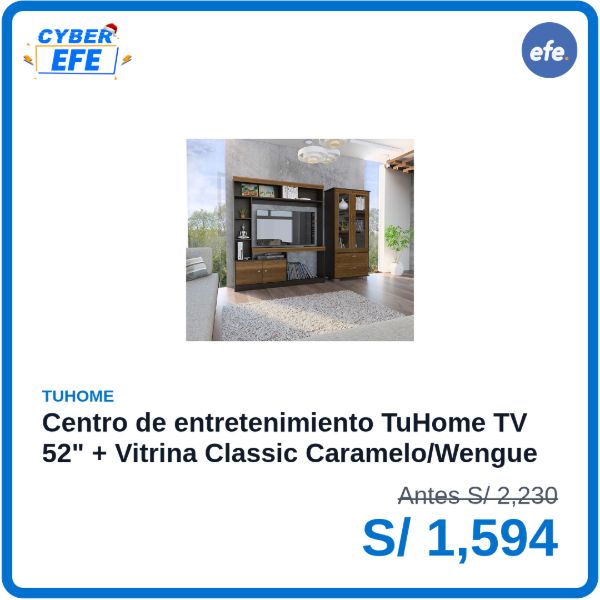 CYBER
EFE
efe.
TUHOME
Centro de entretenimiento TuHome TV
52" + Vitrina Classic Caramelo/Wengue
Antes S/ 2,230
S/ 1,594